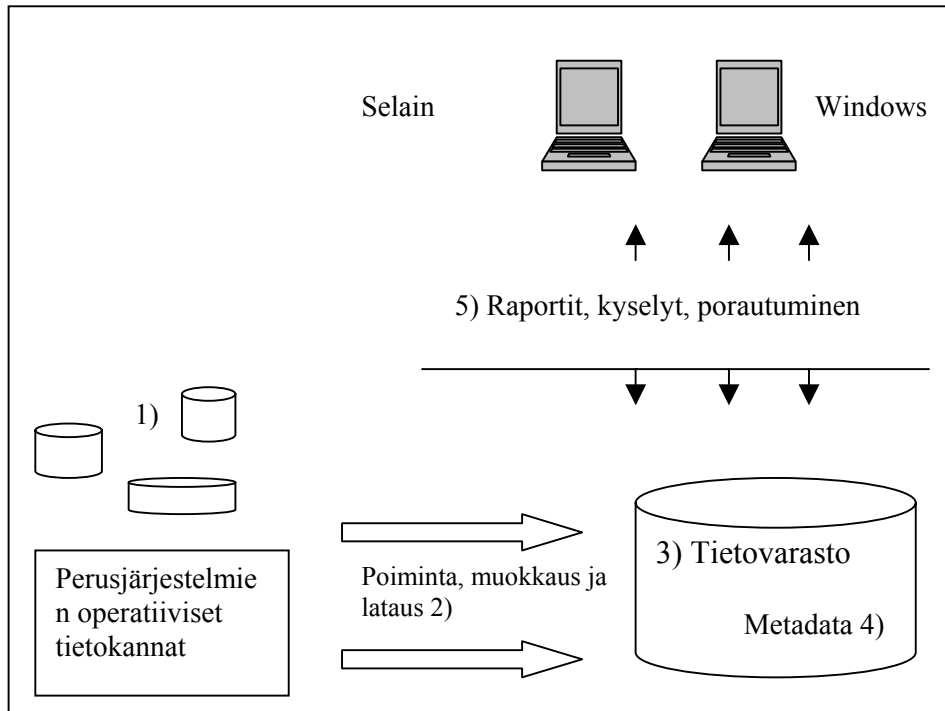 Selain
Windows
5) Raportit, kyselyt, porautuminen
1)
Perusjärjestelmie
n operatiiviset
tietokannat
Poiminta, muokkaus ja
lataus 2)
3) Tietovarasto
Metadata 4)